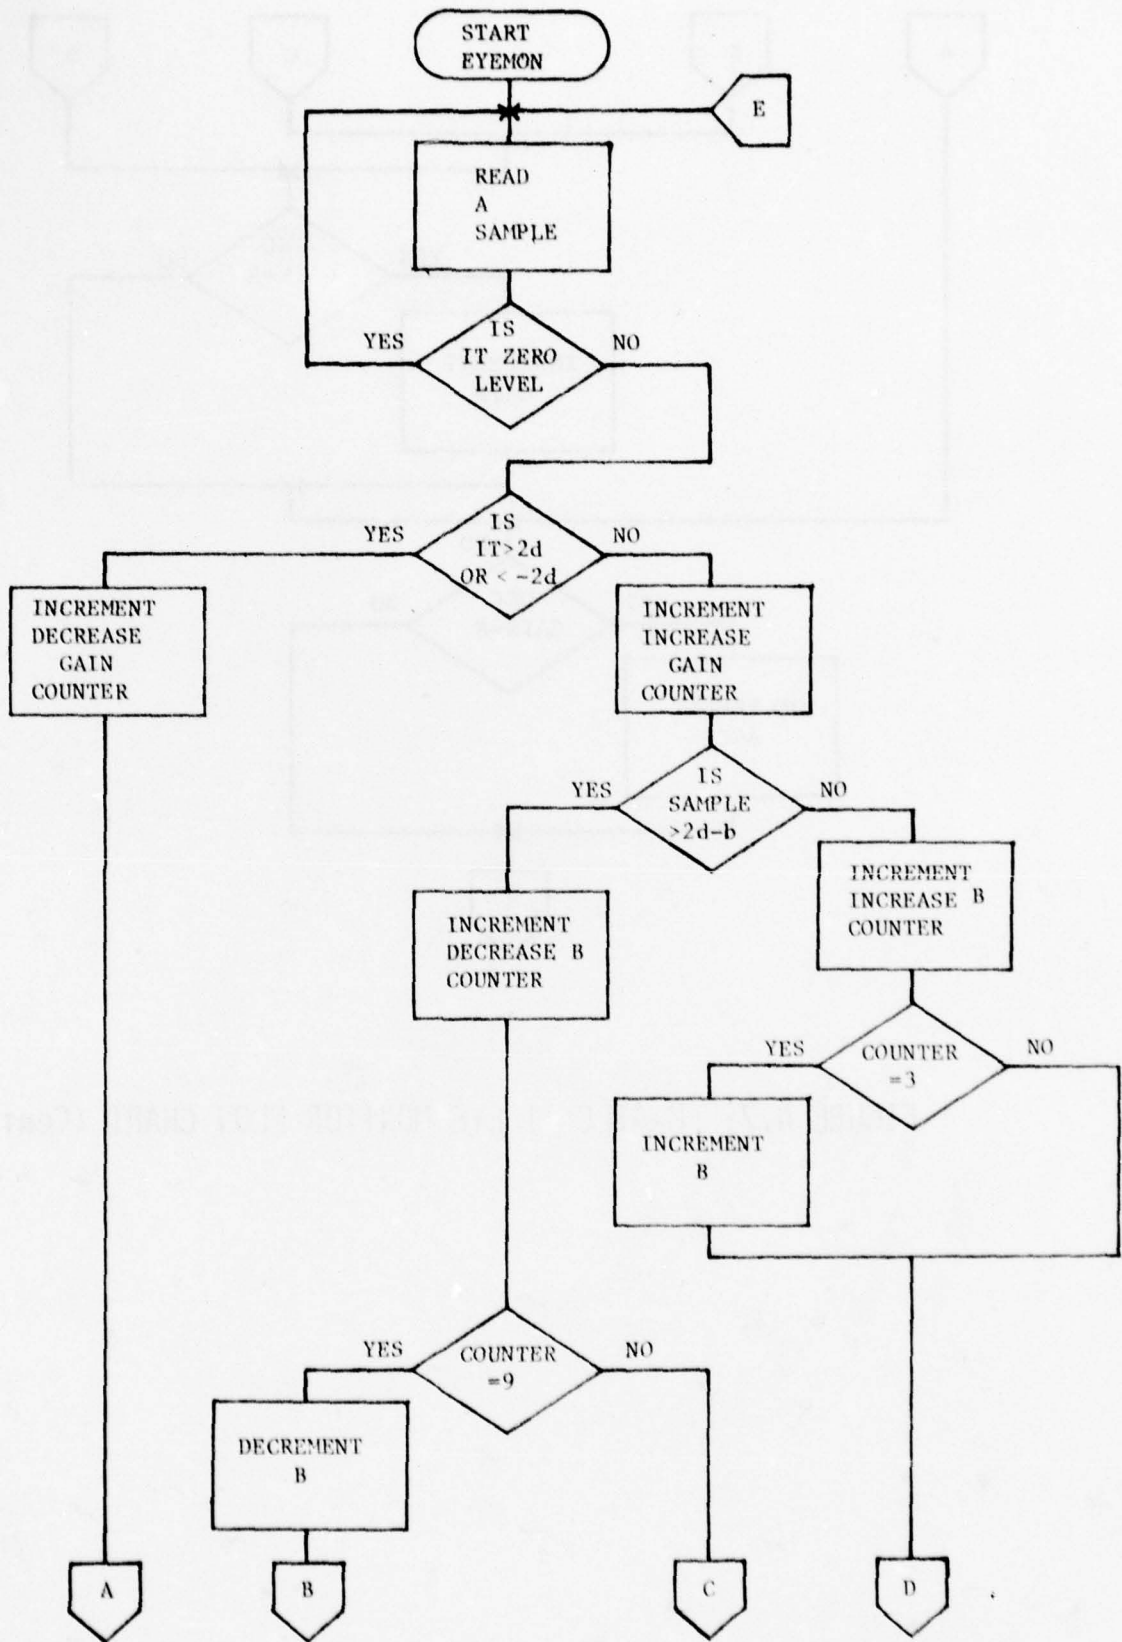 START
EYEMON
E
READ
A
SAMPLE
YES
IS
IT ZERO
LEVEL
NO
YES
IS
IT>2d
OR < -2d
NO
INCREMENT
DECREASE
GAIN
COUNTER
INCREMENT
INCREASE
GAIN
COUNTER
YES
IS
SAMPLE
>2d-b
NO
INCREMENT
DECREASE B
COUNTER
INCREMENT
INCREASE B
COUNTER
YES
COUNTER
=3
NO
INCREMENT
B
YES
COUNTER
=9
NO
DECREMENT
B
A
B
C
D